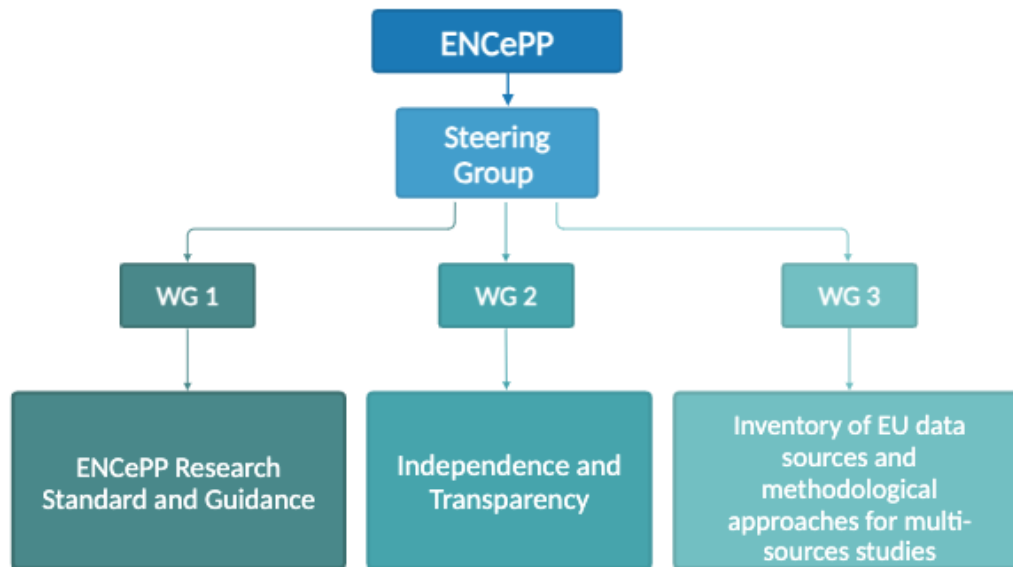 ENCePP
Steering
Group
WG 1
WG 2
WG 3
ENCePP Research
Standard and Guidance
Independence and
Transparency
Inventory of EU data
sources and
methodological
approaches for multi-
sources studies